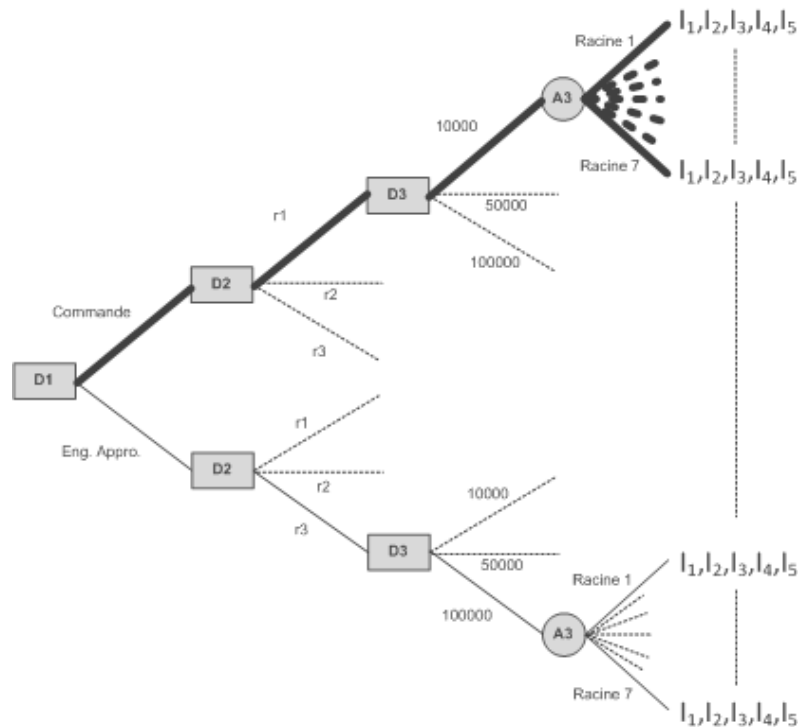 I₁,I₂,I₃,I₄,I₅
Racine 1
A3
10000
Racine 7
I₁,I₂,I₃,I₄,I₅
D3
50000
r1
100000
D2
r2
Commande
r3
D1
r1
Eng. Appro.
D2
r2
10000
r3
D3
50000
I₁,I₂,I₃,I₄,I₅
Racine 1
100000
A3
Racine 7
I₁,I₂,I₃,I₄,I₅